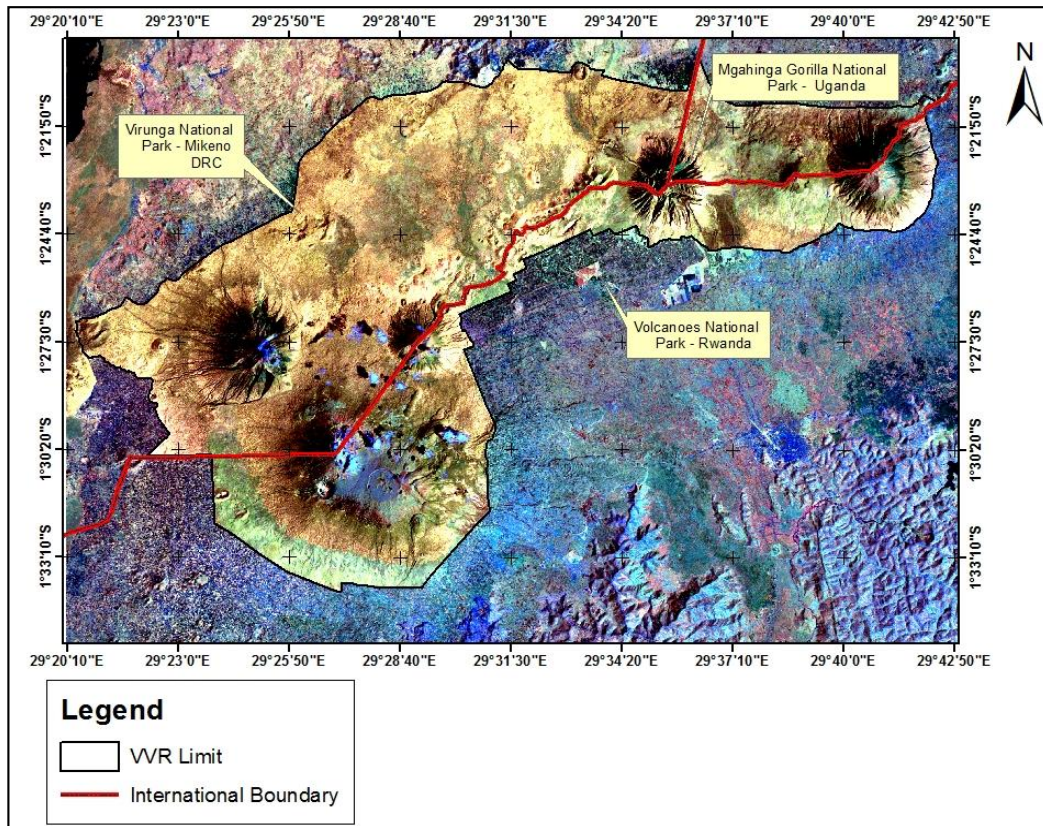 29°20'10"E 29°23'0"E 29°25'50"E 29°28'40"E 29°31'30"E 29°34'20"E 29°37'10"E 29°40'0"E 29°42'50"E
N
Mgahinga Gorilla National
Park - Uganda
Virunga National
Park - Mikeno
DRC
1°21'50"S 1°21'50"S
1°24'40"S 1°24'40"S
Volcanoes National
Park - Rwanda
1°27'30"S 1°27'30"S
1°30'20"S 1°30'20"S
1°33'10"S 1°33'10"S
29°20'10"E 29°23'0"E 29°25'50"E 29°28'40"E 29°31'30"E 29°34'20"E 29°37'10"E 29°40'0"E 29°42'50"E
Legend
VVR Limit
International Boundary